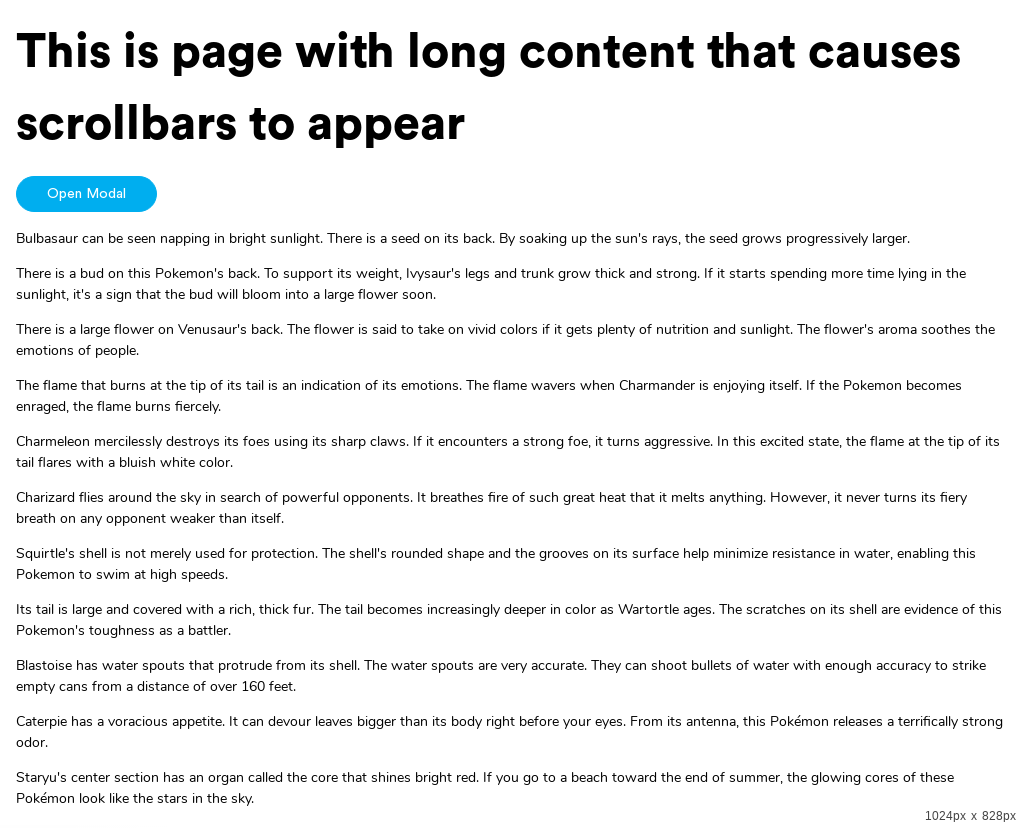 This is page with long content that causes
scrollbars to appear
Open Modal
Bulbasaur can be seen napping in bright sunlight. There is a seed on its back. By soaking up the sun's rays, the seed grows progressively larger.
There is a bud on this Pokemon's back. To support its weight, Ivysaur's legs and trunk grow thick and strong. If it starts spending more time lying in the
sunlight, it's a sign that the bud will bloom into a large flower soon.
There is a large flower on Venusaur's back. The flower is said to take on vivid colors if it gets plenty of nutrition and sunlight. The flower's aroma soothes the
emotions of people.
The flame that burns at the tip of its tail is an indication of its emotions. The flame wavers when Charmander is enjoying itself. If the Pokemon becomes
enraged, the flame burns fiercely.
Charmeleon mercilessly destroys its foes using its sharp claws. If it encounters a strong foe, it turns aggressive. In this excited state, the flame at the tip of its
tail flares with a bluish white color.
Charizard flies around the sky in search of powerful opponents. It breathes fire of such great heat that it melts anything. However, it never turns its fiery
breath on any opponent weaker than itself.
Squirtle's shell is not merely used for protection. The shell's rounded shape and the grooves on its surface help minimize resistance in water, enabling this
Pokemon to swim at high speeds.
Its tail is large and covered with a rich, thick fur. The tail becomes increasingly deeper in color as Wartortle ages. The scratches on its shell are evidence of this
Pokemon's toughness as a battler.
Blastoise has water spouts that protrude from its shell. The water spouts are very accurate. They can shoot bullets of water with enough accuracy to strike
empty cans from a distance of over 160 feet.
Caterpie has a voracious appetite. It can devour leaves bigger than its body right before your eyes. From its antenna, this Pokémon releases a terrifically strong
odor.
Staryu's center section has an organ called the core that shines bright red. If you go to a beach toward the end of summer, the glowing cores of these
Pokémon look like the stars in the sky.
1024px x 828px